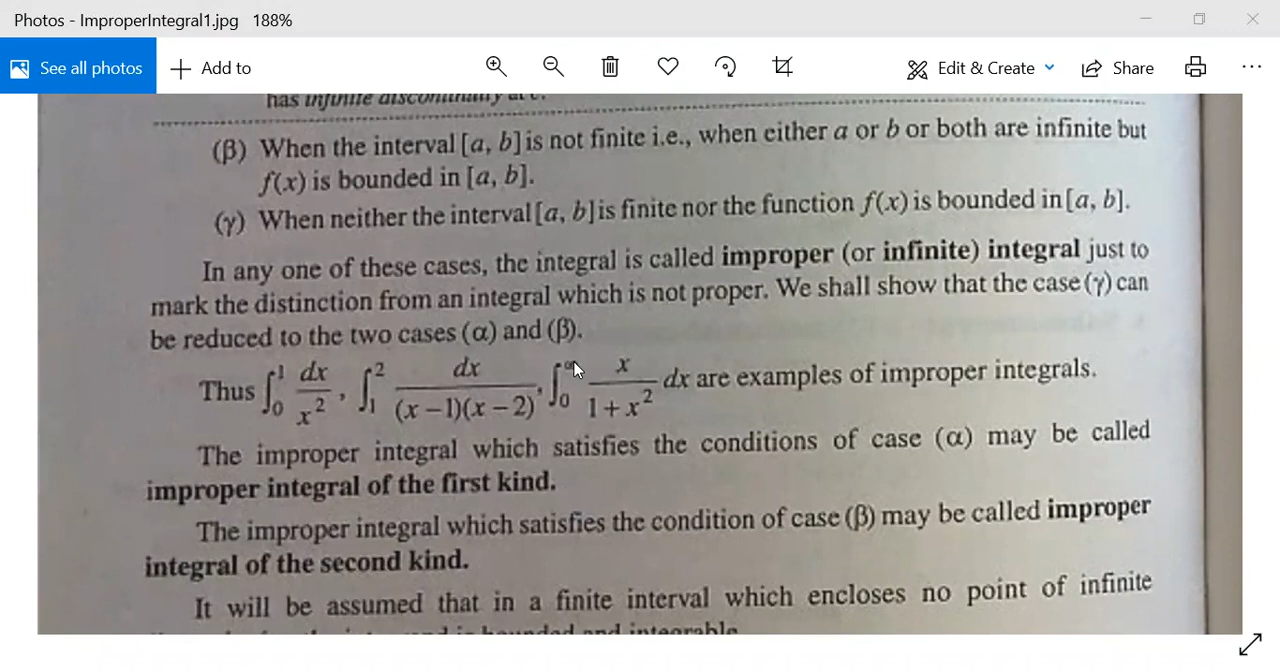 Photos - ImproperIntegral1.jpg 188%
See all photos
Add to
Edit & Create
Share
has infinite discontinuity at c.
(β) When the interval [a, b] is not finite i.e., when either a or b or both are infinite but
f(x) is bounded in [a, b].
(γ) When neither the interval [a, b] is finite nor the function f(x) is bounded in [a, b].
In any one of these cases, the integral is called improper (or infinite) integral just to
mark the distinction from an integral which is not proper. We shall show that the case (γ) can
be reduced to the two cases (α) and (β).
Thus ∫₀¹ dx/x², ∫₁² dx/(x – 1)(x – 2), ∫₀^∞ x/1 + x² dx are examples of improper integrals.
The improper integral which satisfies the conditions of case (α) may be called
improper integral of the first kind.
The improper integral which satisfies the condition of case (β) may be called improper
integral of the second kind.
It will be assumed that in a finite interval which encloses no point of infinite
bounded and integrable